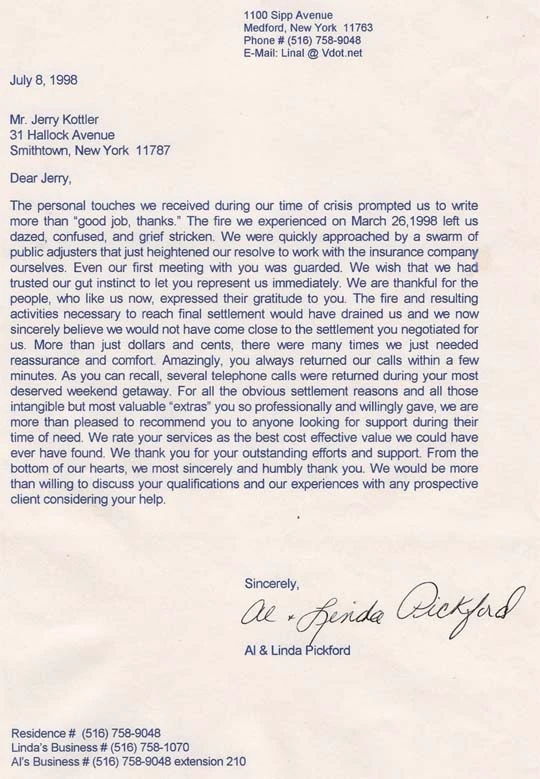 1100 Sipp Avenue
Medford, New York 11763
Phone # (516) 758-9048
E-Mail: Linal @ Vdot.net
July 8, 1998
Mr. Jerry Kottler
31 Hallock Avenue
Smithtown, New York 11787
Dear Jerry,
The personal touches we received during our time of crisis prompted us to write
more than "good job, thanks." The fire we experienced on March 26,1998 left us
dazed, confused, and grief stricken. We were quickly approached by a swarm of
public adjusters that just heightened our resolve to work with the insurance company
ourselves. Even our first meeting with you was guarded. We wish that we had
trusted our gut instinct to let you represent us immediately. We are thankful for the
people, who like us now, expressed their gratitude to you. The fire and resulting
activities necessary to reach final settlement would have drained us and we now
sincerely believe we would not have come close to the settlement you negotiated for
us. More than just dollars and cents, there were many times we just needed
reassurance and comfort. Amazingly, you always returned our calls within a few
minutes. As you can recall, several telephone calls were returned during your most
deserved weekend getaway. For all the obvious settlement reasons and all those
intangible but most valuable "extras" you so professionally and willingly gave, we are
more than pleased to recommend you to anyone looking for support during their
time of need. We rate your services as the best cost effective value we could have
ever have found. We thank you for your outstanding efforts and support. From the
bottom of our hearts, we most sincerely and humbly thank you. We would be more
than willing to discuss your qualifications and our experiences with any prospective
client considering your help.
Sincerely,
Al + Linda Pickford
Al & Linda Pickford
Residence # (516) 758-9048
Linda's Business # (516) 758-1070
Al's Business # (516) 758-9048 extension 210